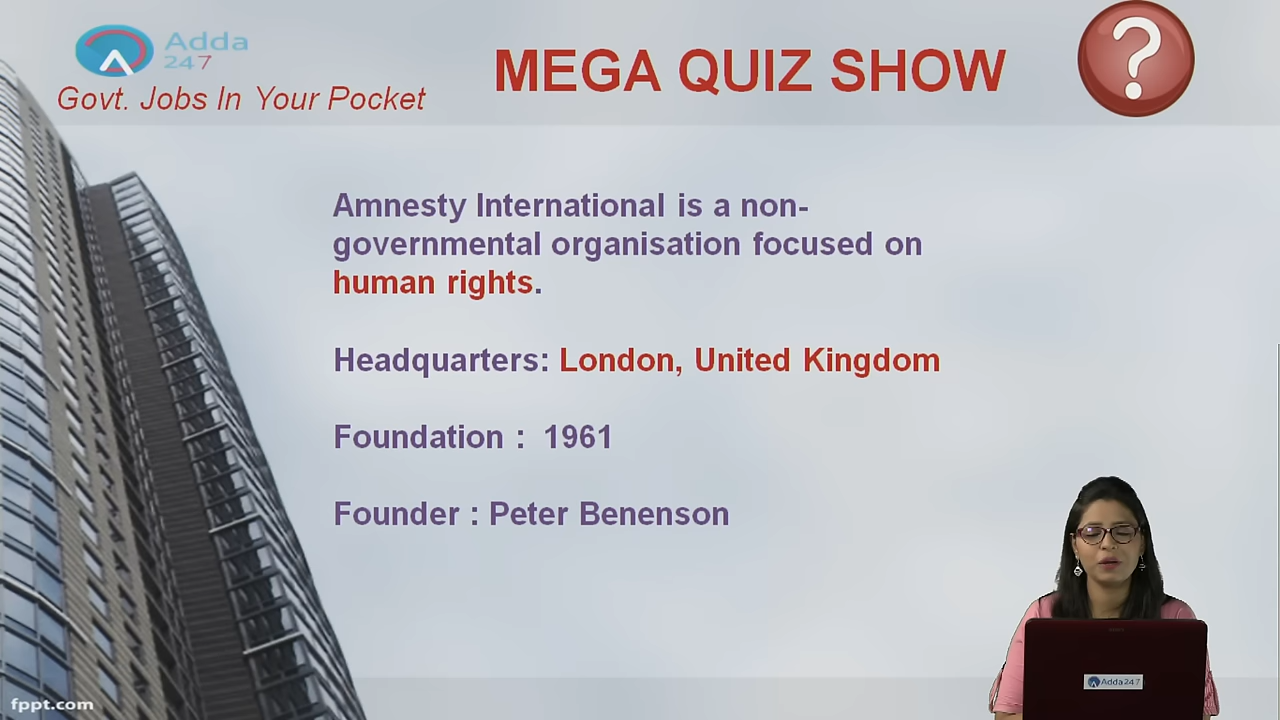 Adda
247
Govt. Jobs In Your Pocket
MEGA QUIZ SHOW
?
Amnesty International is a non-
governmental organisation focused on
human rights.
Headquarters: London, United Kingdom
Foundation : 1961
Founder : Peter Benenson
Adda247
fppt.com